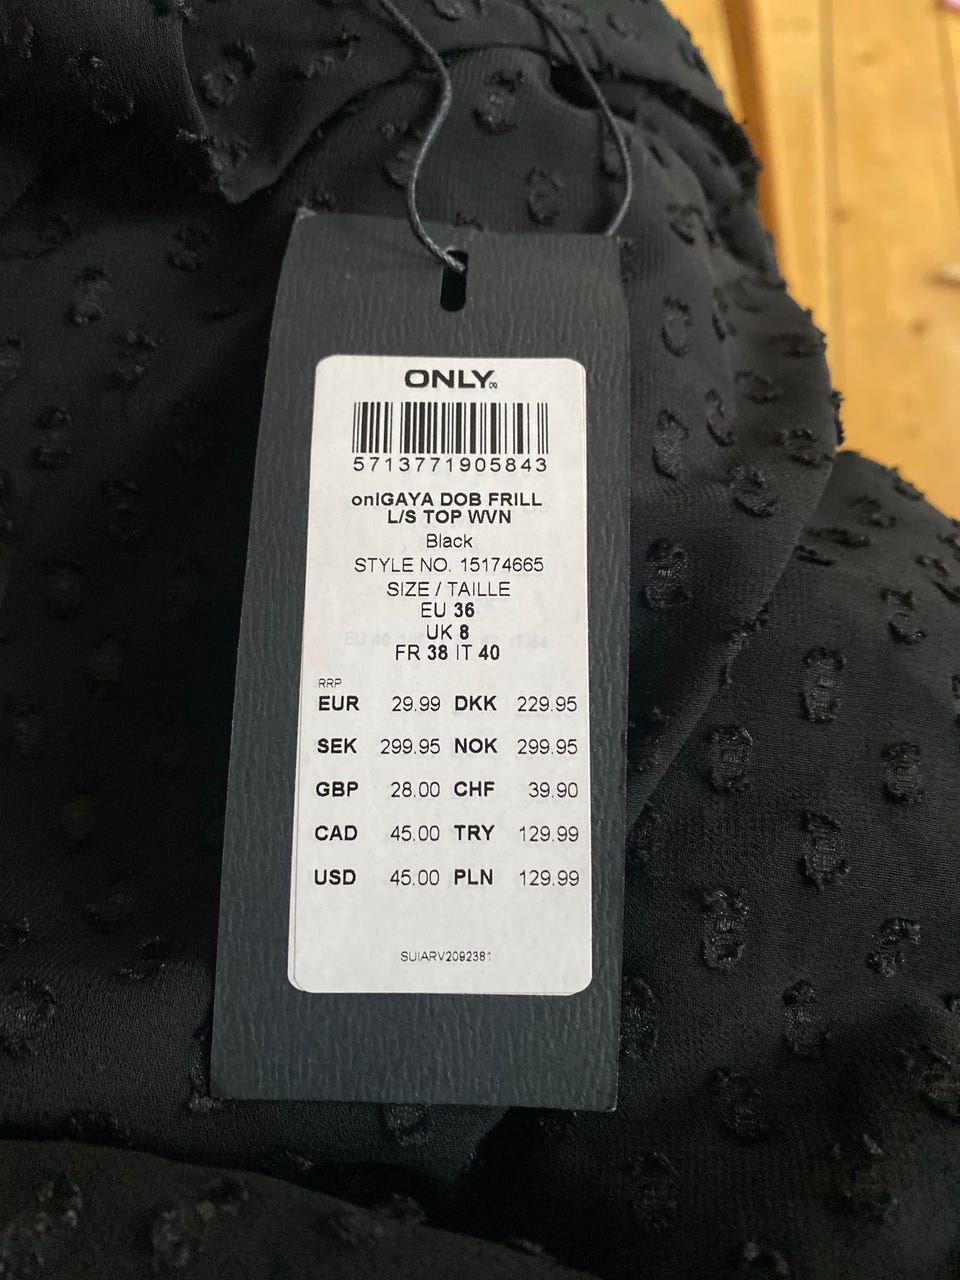 ONLY
5713771905843
onlGAYA DOB FRILL
L/S TOP WVN
Black
STYLE NO. 15174665
SIZE / TAILLE
EU 36
UK 8
FR 38 IT 40
RRP
EUR 29.99 DKK 229.95
SEK 299.95 NOK 299.95
GBP 28.00 CHF 39.90
CAD 45.00 TRY 129.99
USD 45.00 PLN 129.99
SUIARV2092381